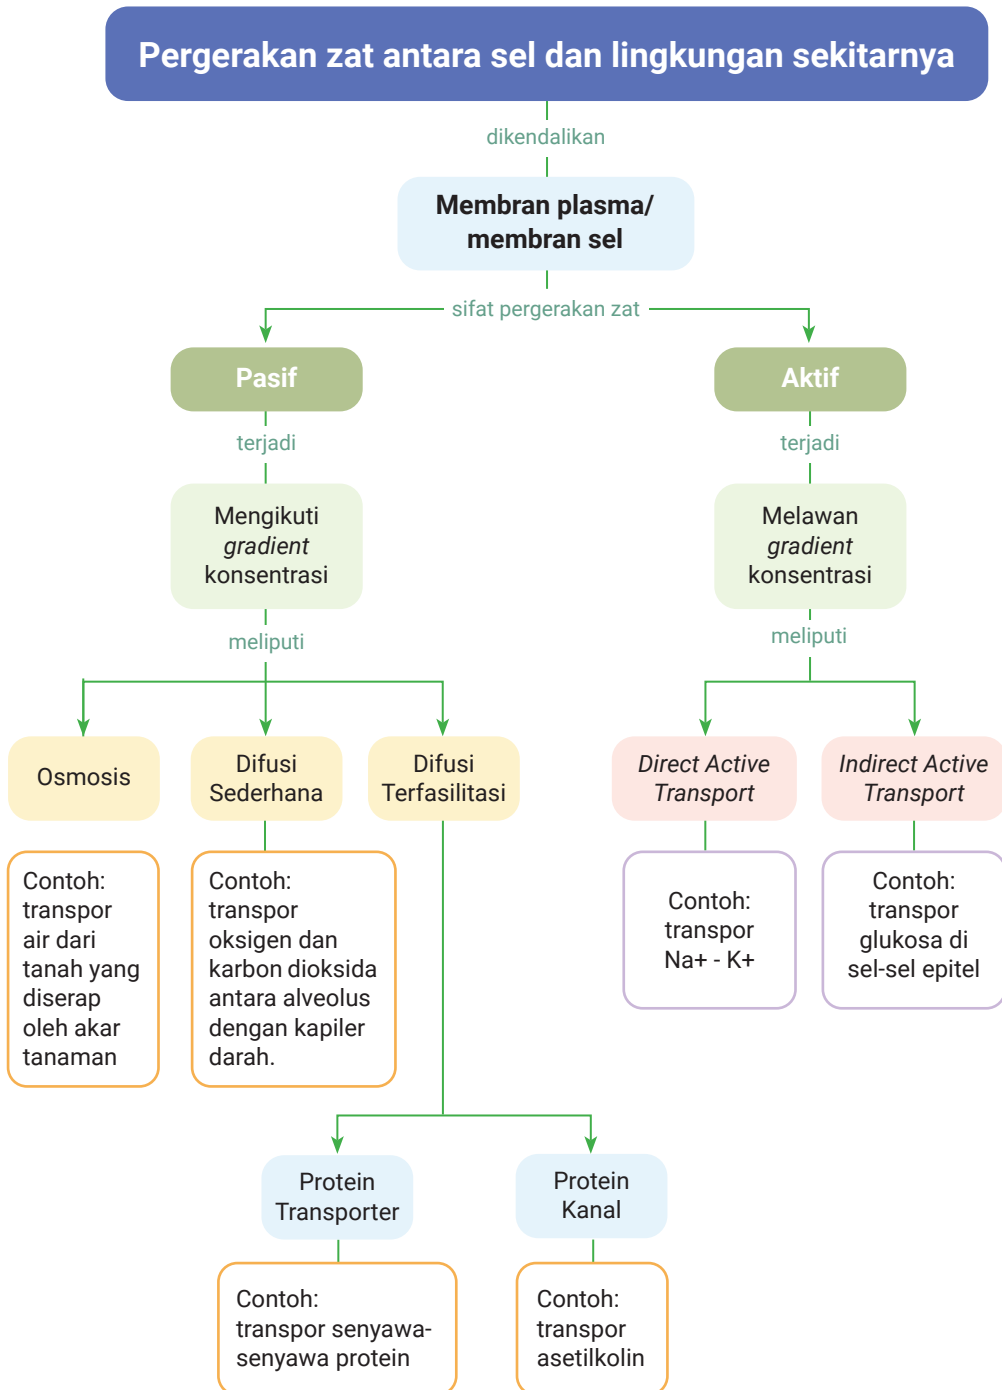 Pergerakan zat antara sel dan lingkungan sekitarnya
dikendalikan
Membran plasma/
membran sel
sifat pergerakan zat
Pasif
Aktif
terjadi
terjadi
Mengikuti
gradient
konsentrasi
Melawan
gradient
konsentrasi
meliputi
meliputi
Osmosis
Difusi
Sederhana
Difusi
Terfasilitasi
Direct Active
Transport
Indirect Active
Transport
Contoh:
transpor
air dari
tanah yang
diserap
oleh akar
tanaman
Contoh:
transpor
oksigen dan
karbon dioksida
antara alveolus
dengan kapiler
darah.
Contoh:
transpor
Na+ - K+
Contoh:
transpor
glukosa di
sel-sel epitel
Protein
Transporter
Protein
Kanal
Contoh:
transpor senyawa-
senyawa protein
Contoh:
transpor
asetilkolin